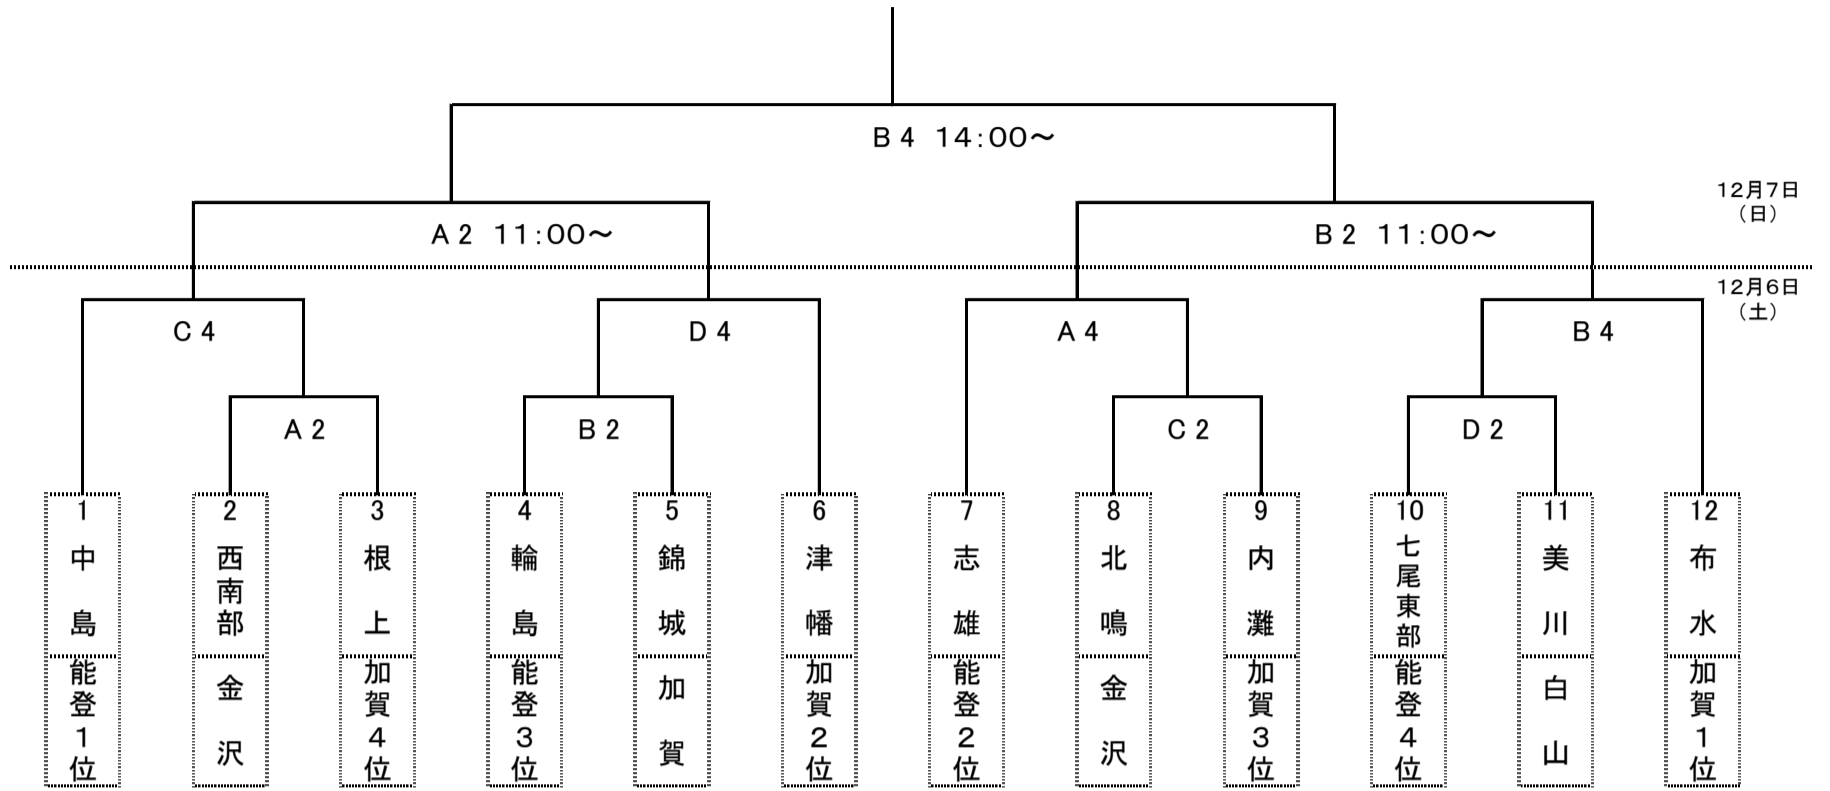 B4 14:00～
12月7日
（日）
A2 11:00～
B2 11:00～
12月6日
（土）
C4
D4
A4
B4
A2
B2
C2
D2
1
中島
能登1位
2
西南部
金沢
3
根上
加賀4位
4
輪島
能登3位
5
錦城
加賀
6
津幡
加賀2位
7
志雄
能登2位
8
北鳴
金沢
9
内灘
加賀3位
10
七尾東部
能登4位
11
美川
白山
12
布水
加賀1位